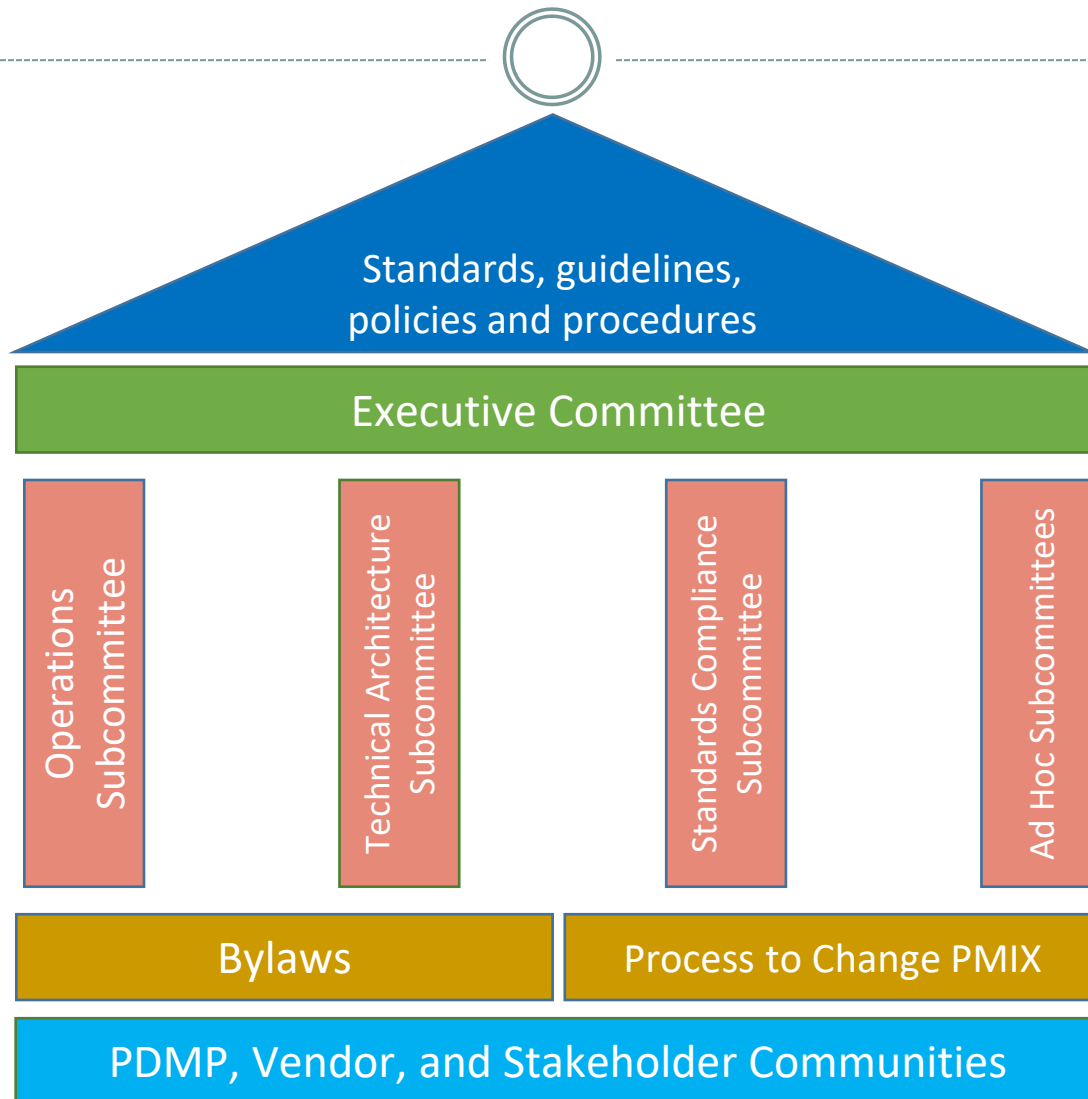 Standards, guidelines,
policies and procedures
Executive Committee
Operations
Subcommittee
Technical Architecture
Subcommittee
Standards Compliance
Subcommittee
Ad Hoc Subcommittees
Bylaws
Process to Change PMIX
PDMP, Vendor, and Stakeholder Communities